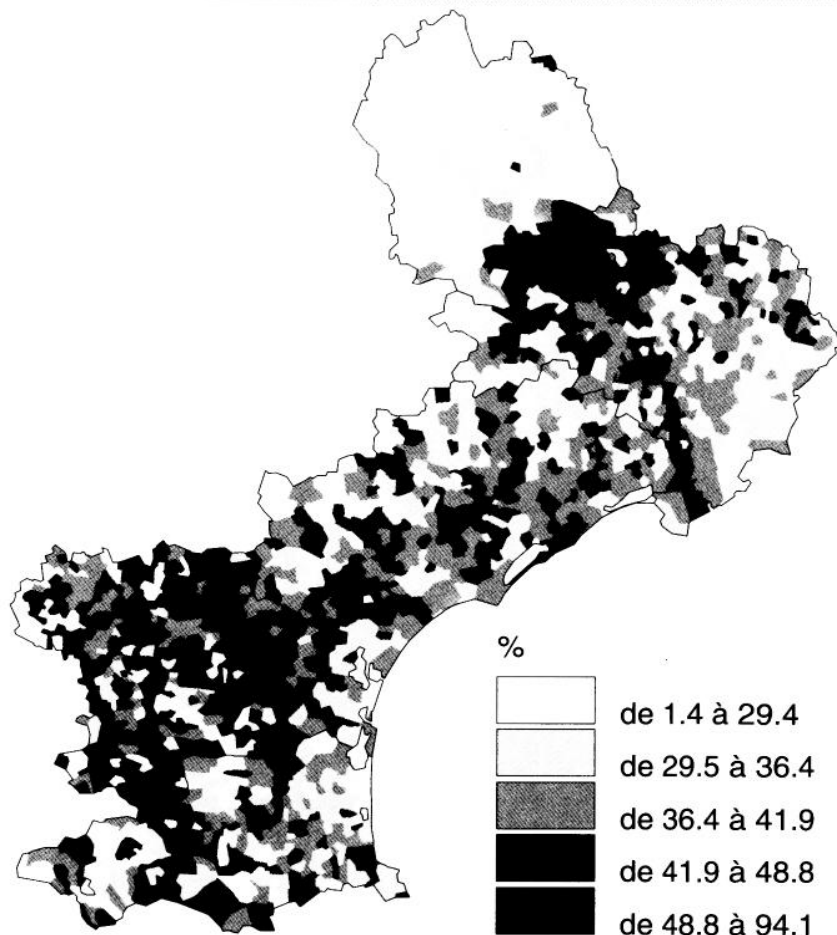 %
de 1.4 à 29.4
de 29.5 à 36.4
de 36.4 à 41.9
de 41.9 à 48.8
de 48.8 à 94.1